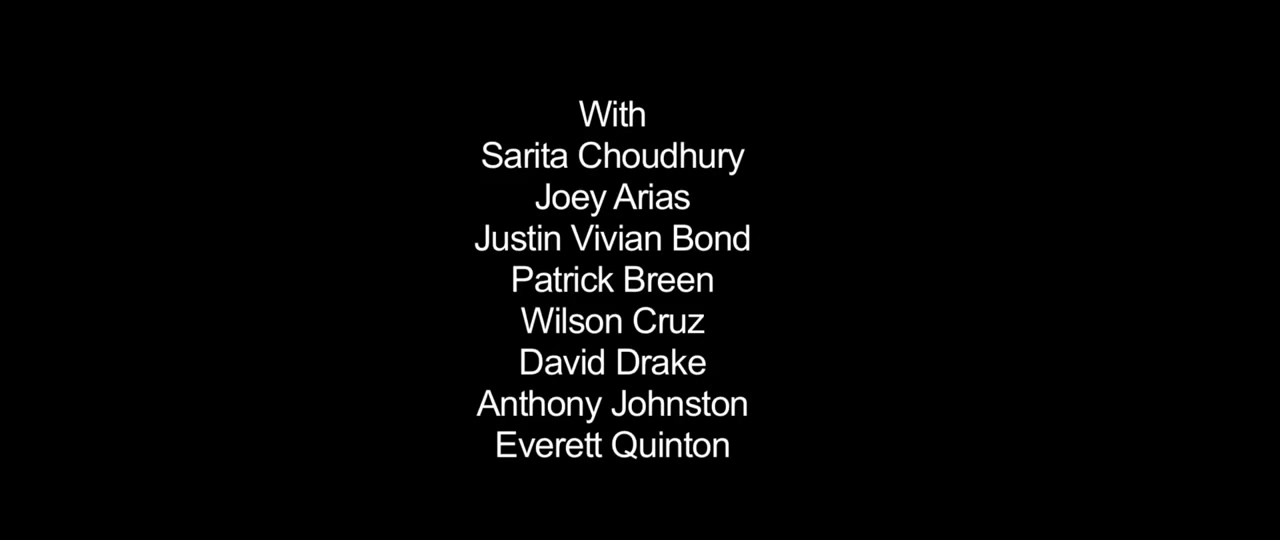 With
Sarita Choudhury
Joey Arias
Justin Vivian Bond
Patrick Breen
Wilson Cruz
David Drake
Anthony Johnston
Everett Quinton